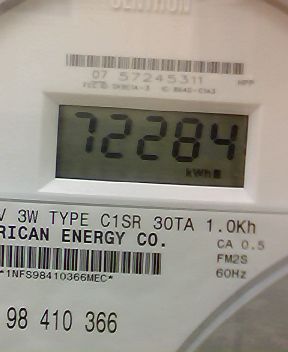 CENTRON
07 57245311
72284
kWh
V 3W TYPE C1SR 30TA 1.0Kh
RICAN ENERGY CO.
CA 0.5
FM2S
*1NFS98410366MEC*
60Hz
98 410 366